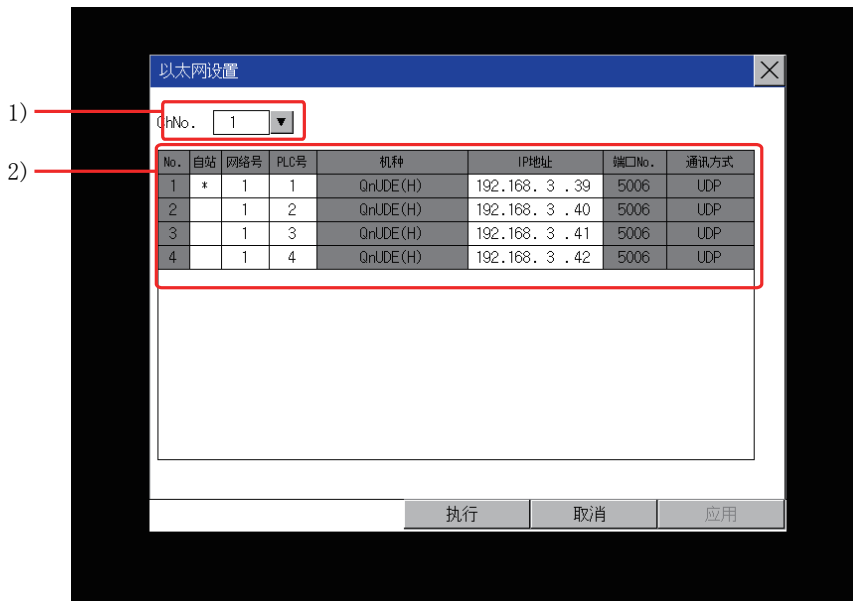 以太网设置
1)
ChNo. 1
2)
No. 自站 网络号 PLC号 机种 IP地址 端口No. 通讯方式
1 * 1 1 QnUDE(H) 192.168. 3 .39 5006 UDP
2 1 2 QnUDE(H) 192.168. 3 .40 5006 UDP
3 1 3 QnUDE(H) 192.168. 3 .41 5006 UDP
4 1 4 QnUDE(H) 192.168. 3 .42 5006 UDP
执行 取消 应用